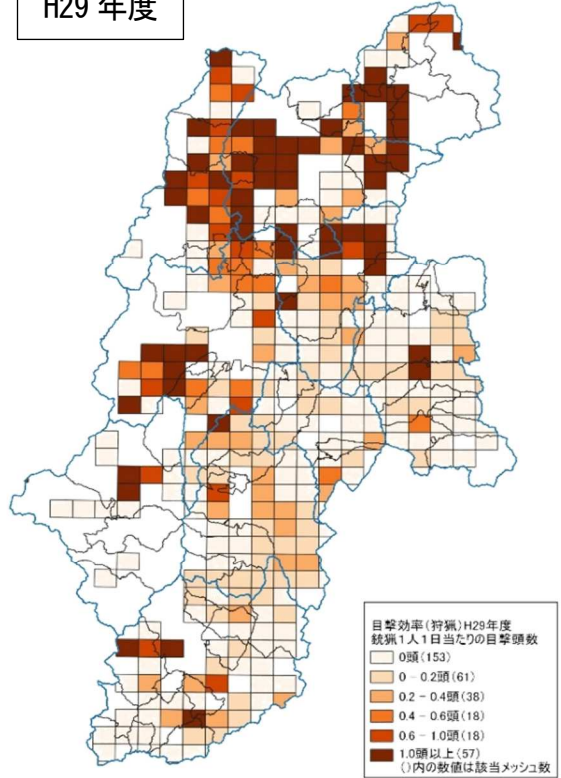 H29 年度
目撃効率(狩猟)H29年度
銃猟1人1日当たりの目撃頭数
0頭(153)
0 - 0.2頭(61)
0.2 - 0.4頭(38)
0.4 - 0.6頭(18)
0.6 - 1.0頭(18)
1.0頭以上(57)
()内の数値は該当メッシュ数